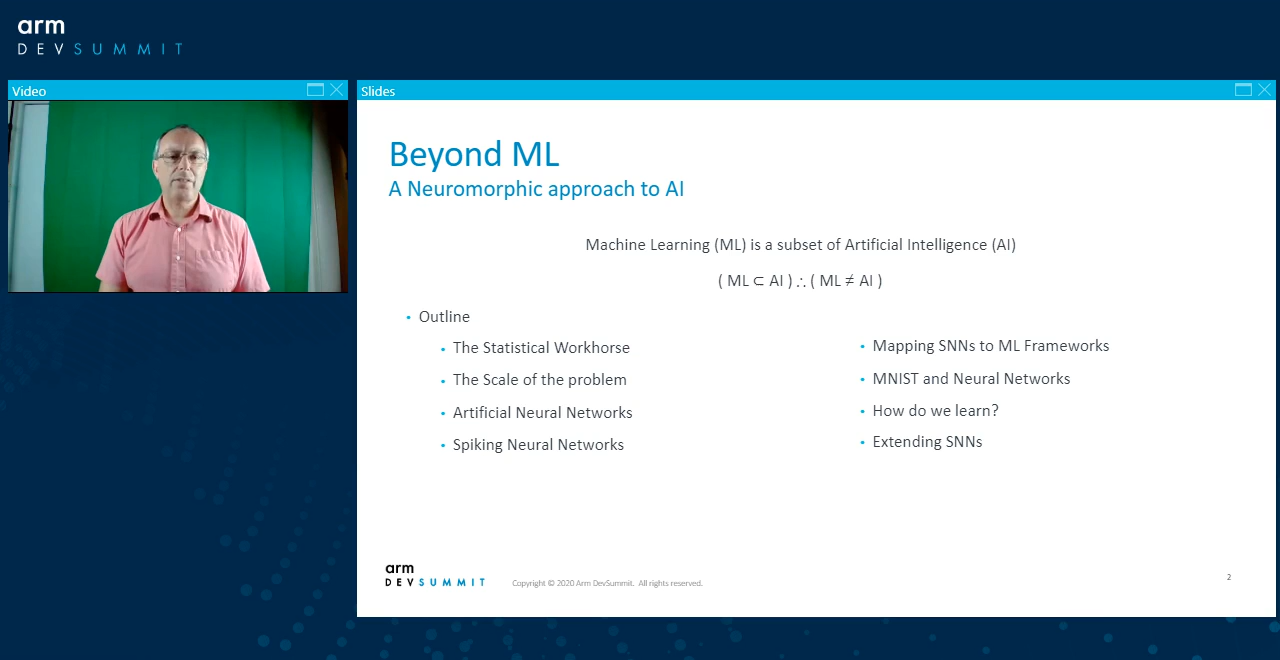 arm
DEVSUMMIT
Video
Slides
Beyond ML
A Neuromorphic approach to AI
Machine Learning (ML) is a subset of Artificial Intelligence (AI)
( ML ⊂ AI ) ∴ ( ML ≠ AI )
• Outline
• The Statistical Workhorse
• The Scale of the problem
• Artificial Neural Networks
• Spiking Neural Networks
• Mapping SNNs to ML Frameworks
• MNIST and Neural Networks
• How do we learn?
• Extending SNNs
arm
DEVSUMMIT
Copyright © 2020 Arm DevSummit. All rights reserved.
2